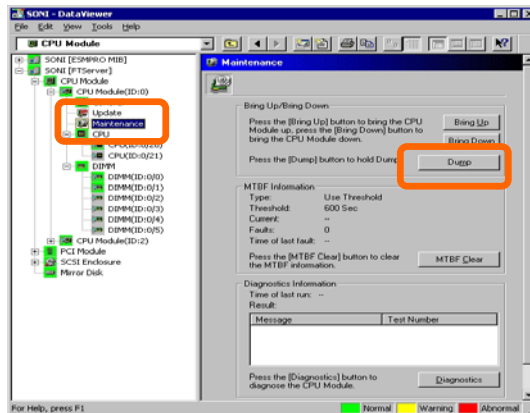 SONI - DataViewer
File Edit View Tools Help
CPU Module
SONI [ESMPRO MIB]
SONI [FTServer]
CPU Module
CPU Module(ID:0)
Update
Maintenance
CPU
CPU(ID:0/20)
CPU(ID:0/21)
DIMM
DIMM(ID:0/0)
DIMM(ID:0/1)
DIMM(ID:0/2)
DIMM(ID:0/3)
DIMM(ID:0/4)
DIMM(ID:0/5)
CPU Module(ID:2)
PCI Module
SCSI Enclosure
Mirror Disk
Maintenance
Bring Up/Bring Down
Press the [Bring Up] button to bring the CPU
Module up, press the [Bring Down] button to
bring the CPU Module down.
Bring Up
Bring Down
Press the [Dump] button to hold Dump
Dump
MTBF Information
Type: Use Threshold
Threshold: 600 Sec
Current: --
Faults: 0
Time of last fault: --
Press the [MTBF Clear] button to clear
the MTBF information.
MTBF Clear
Diagnostics Information
Time of last run: --
Result:
Message Test Number
Press the [Diagnostics] button to
diagnose the CPU Module.
Diagnostics
For Help, press F1
Normal Warning Abnormal